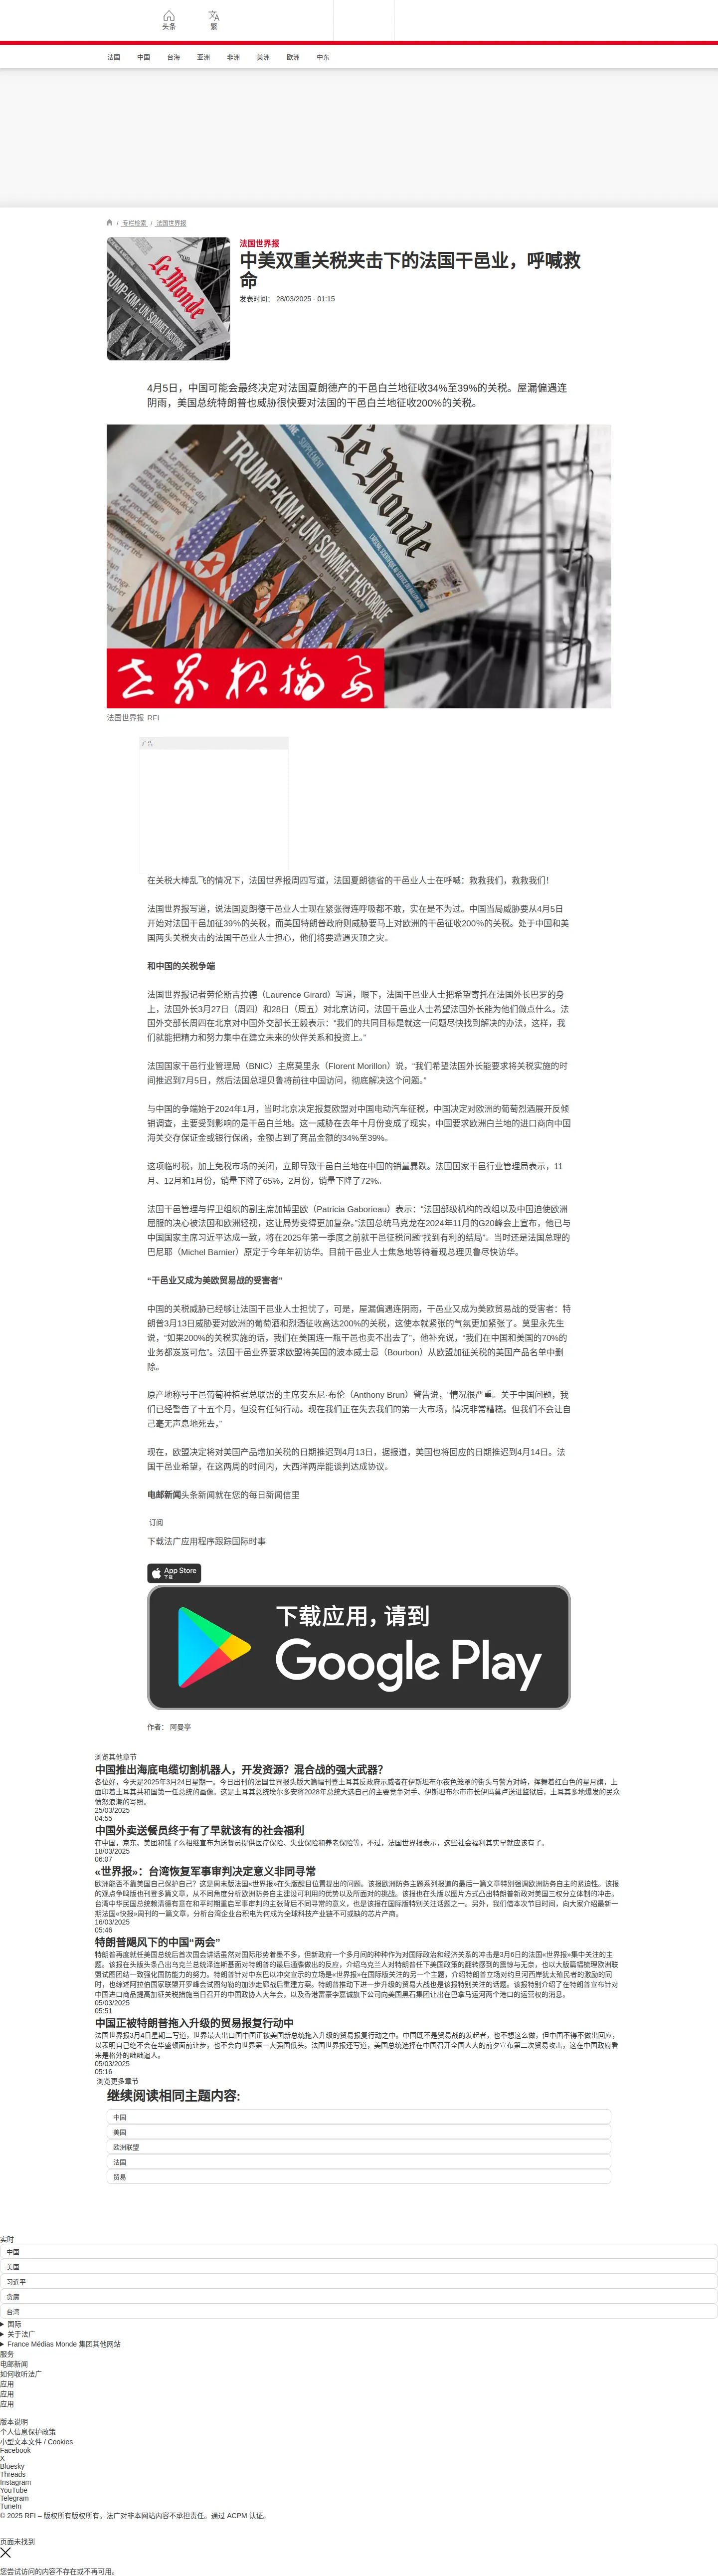 头条
繁
法国
中国
台海
亚洲
非洲
美洲
欧洲
中东
/ 专栏检索 / 法国世界报
法国世界报
中美双重关税夹击下的法国干邑业，呼喊救
命
发表时间： 28/03/2025 - 01:15
Le Monde
TRUMP-KIM: UN SOMMET HISTORIQUE
4月5日，中国可能会最终决定对法国夏朗德产的干邑白兰地征收34%至39%的关税。屋漏偏遇连
阴雨，美国总统特朗普也威胁很快要对法国的干邑白兰地征收200%的关税。
Le Monde
TRUMP-KIM: UN SOMMET HISTORIQUE
世界报摘要
法国世界报 RFI
广告
在关税大棒乱飞的情况下，法国世界报周四写道，法国夏朗德省的干邑业人士在呼喊：救救我们，救救我们！
法国世界报写道，说法国夏朗德干邑业人士现在紧张得连呼吸都不敢，实在是不为过。中国当局威胁要从4月5日
开始对法国干邑加征39%的关税，而美国特朗普政府则威胁要马上对欧洲的干邑征收200%的关税。处于中国和美
国两头关税夹击的法国干邑业人士担心，他们将要遭遇灭顶之灾。
和中国的关税争端
法国世界报记者劳伦斯吉拉德（Laurence Girard）写道，眼下，法国干邑业人士把希望寄托在法国外长巴罗的身
上，法国外长3月27日（周四）和28日（周五）对北京访问，法国干邑业人士希望法国外长能为他们做点什么。法
国外交部长周四在北京对中国外交部长王毅表示：“我们的共同目标是就这一问题尽快找到解决的办法，这样，我
们就能把精力和努力集中在建立未来的伙伴关系和投资上。”
法国国家干邑行业管理局（BNIC）主席莫里永（Florent Morillon）说，“我们希望法国外长能要求将关税实施的时
间推迟到7月5日，然后法国总理贝鲁将前往中国访问，彻底解决这个问题。”
与中国的争端始于2024年1月，当时北京决定报复欧盟对中国电动汽车征税，中国决定对欧洲的葡萄烈酒展开反倾
销调查，主要受到影响的是干邑白兰地。这一威胁在去年十月份变成了现实，中国要求欧洲白兰地的进口商向中国
海关交存保证金或银行保函，金额占到了商品金额的34%至39%。
这项临时税，加上免税市场的关闭，立即导致干邑白兰地在中国的销量暴跌。法国国家干邑行业管理局表示，11
月、12月和1月份，销量下降了65%，2月份，销量下降了72%。
法国干邑管理与捍卫组织的副主席加博里欧（Patricia Gaborieau）表示：“法国部级机构的改组以及中国迫使欧洲
屈服的决心被法国和欧洲轻视，这让局势变得更加复杂。”法国总统马克龙在2024年11月的G20峰会上宣布，他已与
中国国家主席习近平达成一致，将在2025年第一季度之前就干邑征税问题“找到有利的结局”。当时还是法国总理的
巴尼耶（Michel Barnier）原定于今年年初访华。目前干邑业人士焦急地等待着现总理贝鲁尽快访华。
“干邑业又成为美欧贸易战的受害者”
中国的关税威胁已经够让法国干邑业人士担忧了，可是，屋漏偏遇连阴雨，干邑业又成为美欧贸易战的受害者：特
朗普3月13日威胁要对欧洲的葡萄酒和烈酒征收高达200%的关税，这使本就紧张的气氛更加紧张了。莫里永先生
说，“如果200%的关税实施的话，我们在美国连一瓶干邑也卖不出去了”，他补充说，“我们在中国和美国的70%的
业务都岌岌可危”。法国干邑业界要求欧盟将美国的波本威士忌（Bourbon）从欧盟加征关税的美国产品名单中删
除。
原产地称号干邑葡萄种植者总联盟的主席安东尼·布伦（Anthony Brun）警告说，“情况很严重。关于中国问题，我
们已经警告了十五个月，但没有任何行动。现在我们正在失去我们的第一大市场，情况非常糟糕。但我们不会让自
己毫无声息地死去，”
现在，欧盟决定将对美国产品增加关税的日期推迟到4月13日，据报道，美国也将回应的日期推迟到4月14日。法
国干邑业希望，在这两周的时间内，大西洋两岸能谈判达成协议。
电邮新闻头条新闻就在您的每日新闻信里
订阅
下载法广应用程序跟踪国际时事
App Store
下载
下载应用，请到
Google Play
作者： 阿曼亭
浏览其他章节
中国推出海底电缆切割机器人，开发资源？混合战的强大武器？
各位好，今天是2025年3月24日星期一。今日出刊的法国世界报头版大篇幅刊登土耳其反政府示威者在伊斯坦布尔夜色笼罩的街头与警方对峙，挥舞着红白色的星月旗，上
面印着土耳其共和国第一任总统的画像。这是土耳其总统埃尔多安将2028年总统大选自己的主要竞争对手、伊斯坦布尔市市长伊玛莫卢送进监狱后，土耳其多地爆发的民众
愤怒浪潮的写照。
25/03/2025
04:55
中国外卖送餐员终于有了早就该有的社会福利
在中国，京东、美团和饿了么相继宣布为送餐员提供医疗保险、失业保险和养老保险等，不过，法国世界报表示，这些社会福利其实早就应该有了。
18/03/2025
06:07
«世界报»：台湾恢复军事审判决定意义非同寻常
欧洲能否不靠美国自己保护自己？这是周末版法国«世界报»在头版醒目位置提出的问题。该报欧洲防务主题系列报道的最后一篇文章特别强调欧洲防务自主的紧迫性。该报
的观点争鸣版也刊登多篇文章，从不同角度分析欧洲防务自主建设可利用的优势以及所面对的挑战。该报也在头版以图片方式凸出特朗普新政对美国三权分立体制的冲击。
台湾中华民国总统赖清德有意在和平时期重启军事审判的主张背后不同寻常的意义，也是该报在国际版特别关注话题之一。另外，我们借本次节目时间，向大家介绍最新一
期法国«快报»周刊的一篇文章，分析台湾企业台积电为何成为全球科技产业链不可或缺的芯片产商。
16/03/2025
05:46
特朗普飓风下的中国“两会”
特朗普再度就任美国总统后首次国会讲话虽然对国际形势着墨不多，但新政府一个多月间的种种作为对国际政治和经济关系的冲击是3月6日的法国«世界报»集中关注的主
题。该报在头版头条凸出乌克兰总统泽连斯基面对特朗普的最后通牒做出的反应，介绍乌克兰人对特朗普任下美国政策的翻转感到的震惊与无奈，也以大版篇幅梳理欧洲联
盟试图团结一致强化国防能力的努力。特朗普针对中东巴以冲突宣示的立场是«世界报»在国际版关注的另一个主题，介绍特朗普立场对约旦河西岸犹太殖民者的激励的同
时，也综述阿拉伯国家联盟开罗峰会试图勾勒的加沙走廊战后重建方案。特朗普推动下进一步升级的贸易大战也是该报特别关注的话题。该报特别介绍了在特朗普宣布针对
中国进口商品提高加征关税措施当日召开的中国政协人大年会，以及香港富豪李嘉诚旗下公司向美国黑石集团让出在巴拿马运河两个港口的运营权的消息。
05/03/2025
05:51
中国正被特朗普拖入升级的贸易报复行动中
法国世界报3月4日星期二写道，世界最大出口国中国正被美国新总统拖入升级的贸易报复行动之中。中国既不是贸易战的发起者，也不想这么做，但中国不得不做出回应，
以表明自己绝不会在华盛顿面前让步，也不会向世界第一大强国低头。法国世界报还写道，美国总统选择在中国召开全国人大的前夕宣布第二次贸易攻击，这在中国政府看
来是格外的咄咄逼人。
05/03/2025
05:16
浏览更多章节
继续阅读相同主题内容:
中国
美国
欧洲联盟
法国
贸易
实时
中国
美国
习近平
贪腐
台湾
国际
关于法广
France Médias Monde 集团其他网站
服务
电邮新闻
如何收听法广
应用
应用
应用
版本说明
个人信息保护政策
小型文本文件 / Cookies
Facebook
X
Bluesky
Threads
Instagram
YouTube
Telegram
TuneIn
© 2025 RFI – 版权所有版权所有。法广对非本网站内容不承担责任。通过 ACPM 认证。
页面未找到
您尝试访问的内容不存在或不再可用。